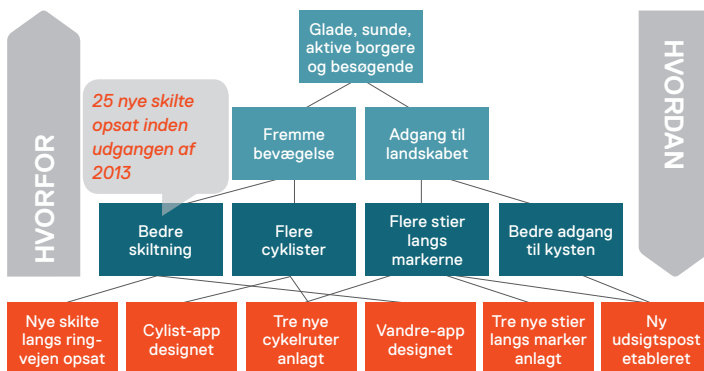 Glade, sunde,
aktive borgere
og besøgende
HVORFOR
HVORDAN
25 nye skilte
opsat inden
udgangen af
2013
Fremme
bevægelse
Adgang til
landskabet
Bedre
skiltning
Flere
cyklister
Flere stier
langs
markerne
Bedre adgang
til kysten
Nye skilte
langs ring-
vejen opsat
Cylist-app
designet
Tre nye
cykelruter
anlagt
Vandre-app
designet
Tre nye stier
langs marker
anlagt
Ny
udsigtspost
etableret